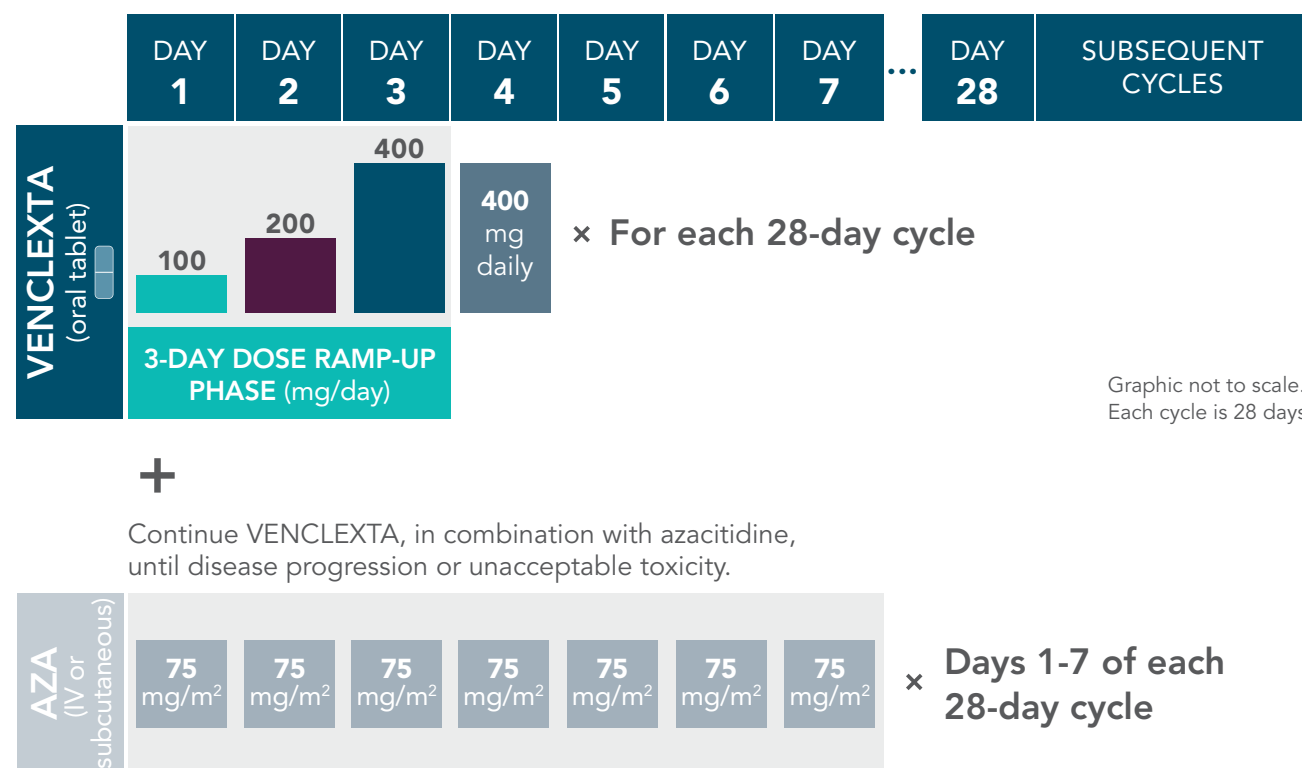 DAY
1
DAY
2
DAY
3
DAY
4
DAY
5
DAY
6
DAY
7
...
DAY
28
SUBSEQUENT
CYCLES
VENCLEXTA
(oral tablet)
100
200
400
400
mg
daily
× For each 28-day cycle
3-DAY DOSE RAMP-UP
PHASE (mg/day)
Graphic not to scale.
Each cycle is 28 days
+
Continue VENCLEXTA, in combination with azacitidine,
until disease progression or unacceptable toxicity.
AZA
(IV or
subcutaneous)
75
mg/m²
75
mg/m²
75
mg/m²
75
mg/m²
75
mg/m²
75
mg/m²
75
mg/m²
× Days 1-7 of each
28-day cycle